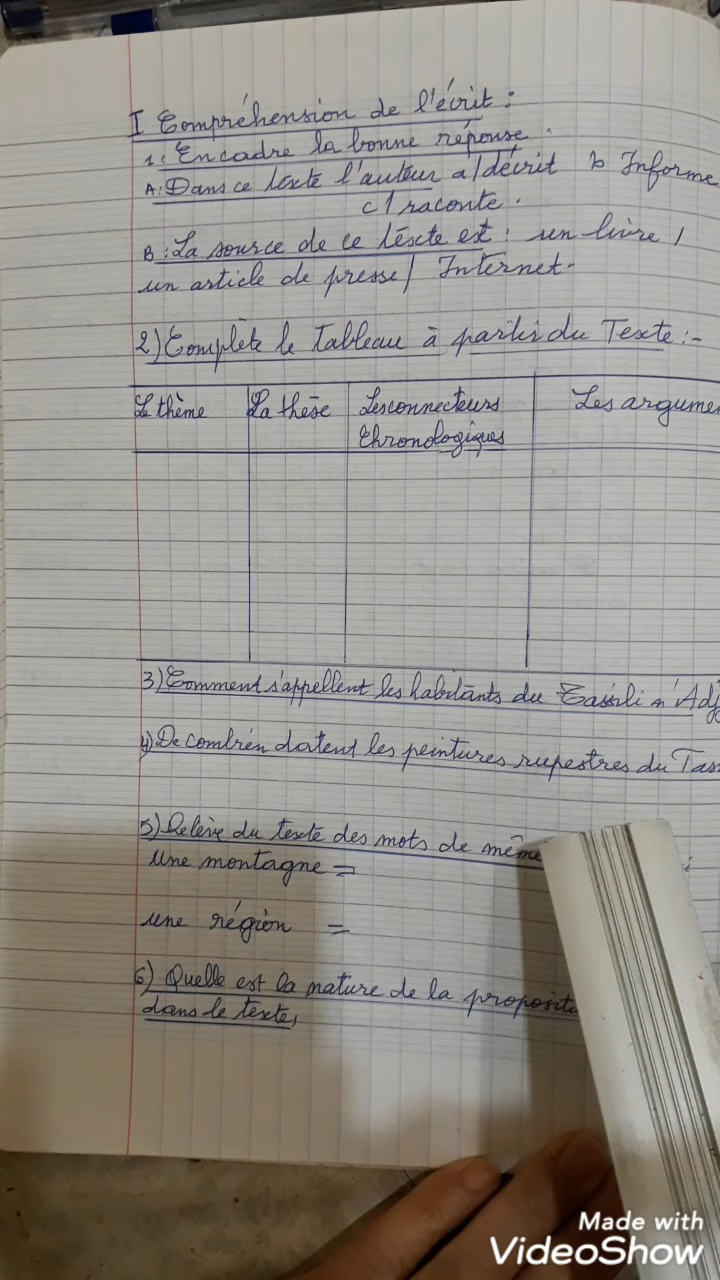 I Compréhension de l'écrit :
1: Encadre la bonne réponse.
A: Dans ce texte l'auteur a/ décrit b Informe
c/ raconte.
B: La source de ce texte est : un livre /
un article de presse / Internet.
2) Complète le Tableau à partir du Texte :-
Le thème La thèse Les connecteurs Les argume
chronologiques
3) Comment s'appellent les habitants du Tassili n'Adj
4) De combien datent les peintures rupestres du Tass
5) Relève du texte des mots de même
une montagne =
une région =
6) Quelle est la nature de la proposit
dans le texte,
Made with
VideoShow